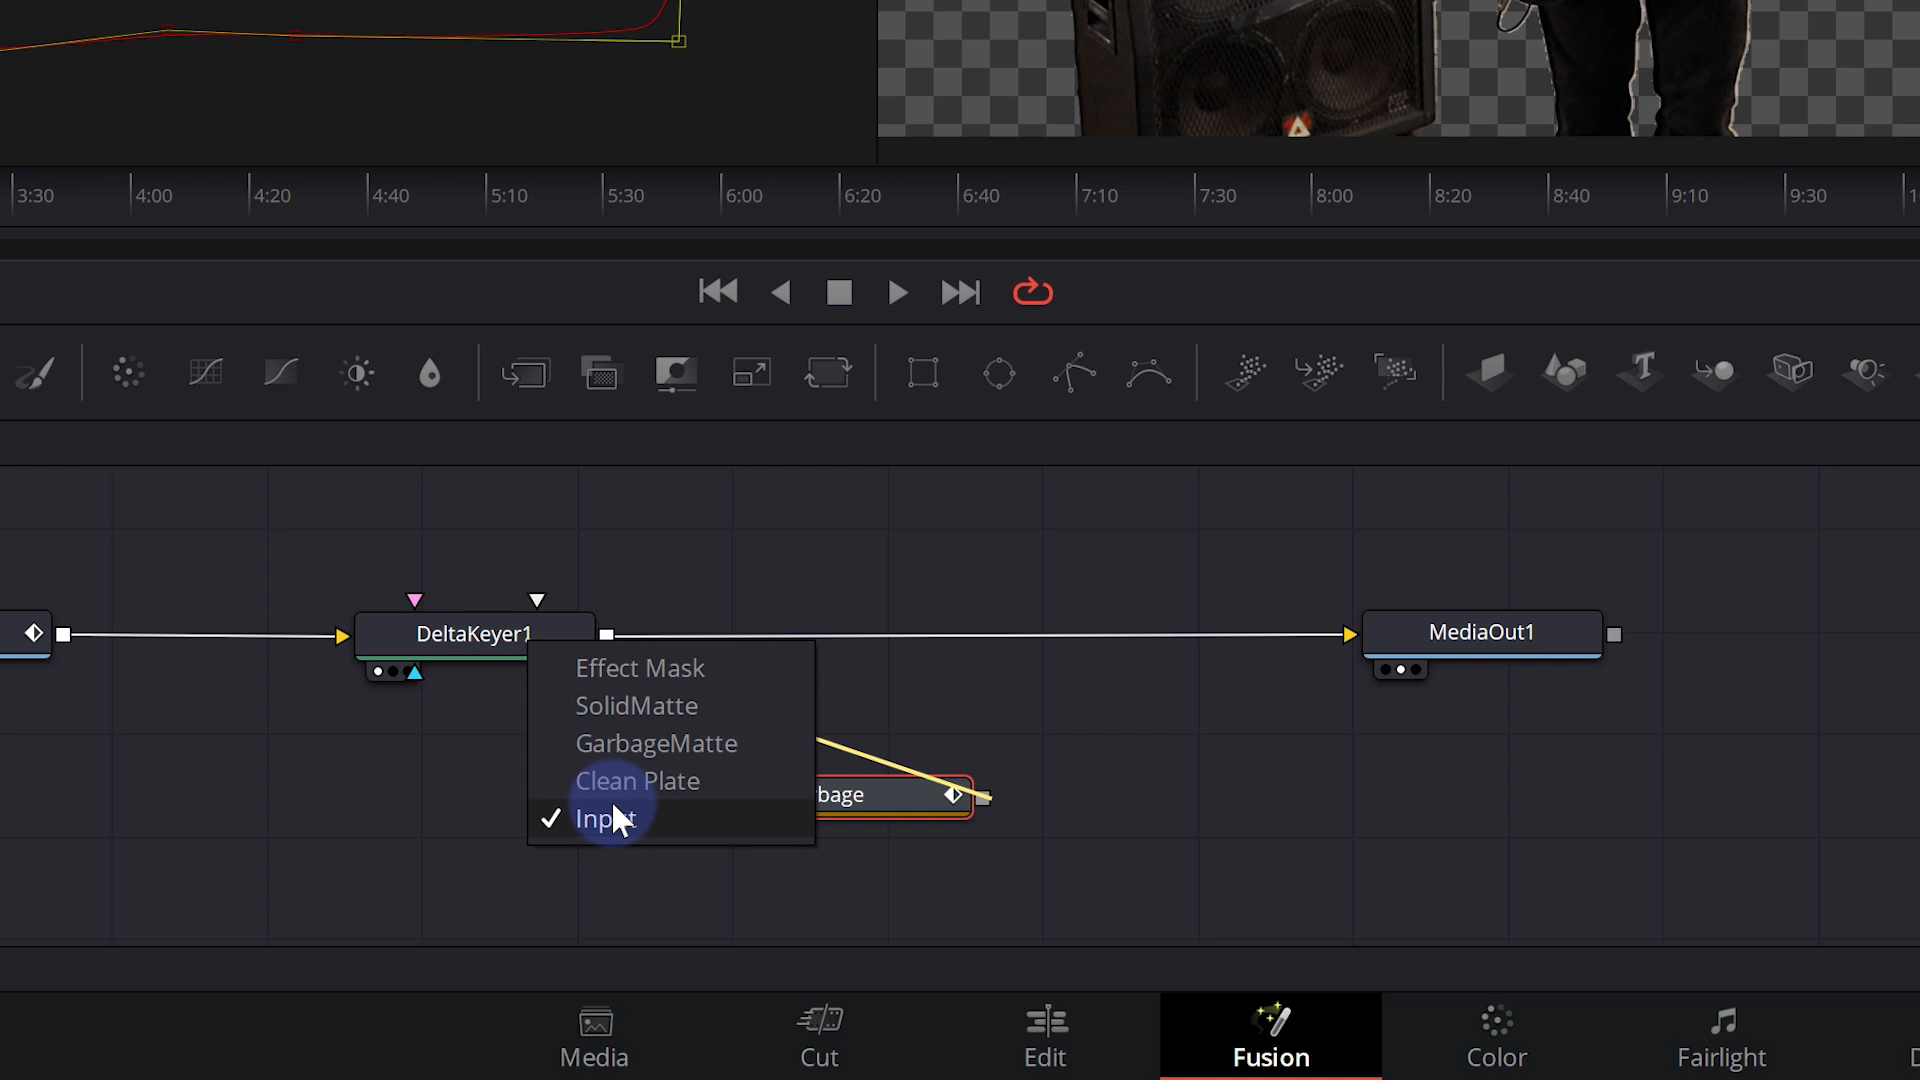 3:30 4:00 4:20 4:40 5:10 5:30 6:00 6:20 6:40 7:10 7:30 8:00 8:20 8:40 9:10 9:30
DeltaKeyer1
MediaOut1
Effect Mask
SolidMatte
GarbageMatte
Clean Plate
Input
bage
Media Cut Edit Fusion Color Fairlight